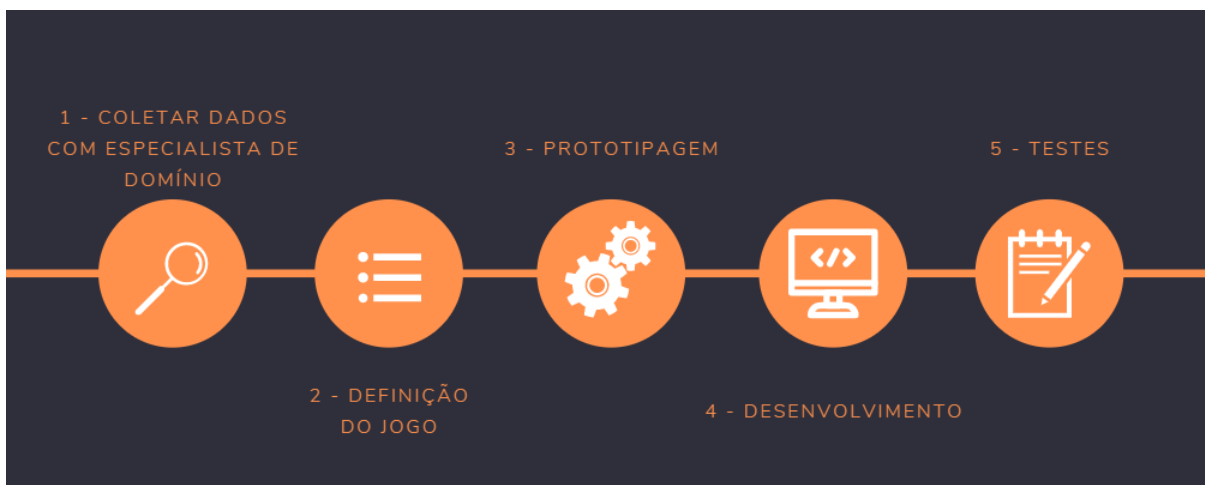 1 - COLETAR DADOS
COM ESPECIALISTA DE
DOMÍNIO
2 - DEFINIÇÃO
DO JOGO
3 - PROTOTIPAGEM
4 - DESENVOLVIMENTO
5 - TESTES